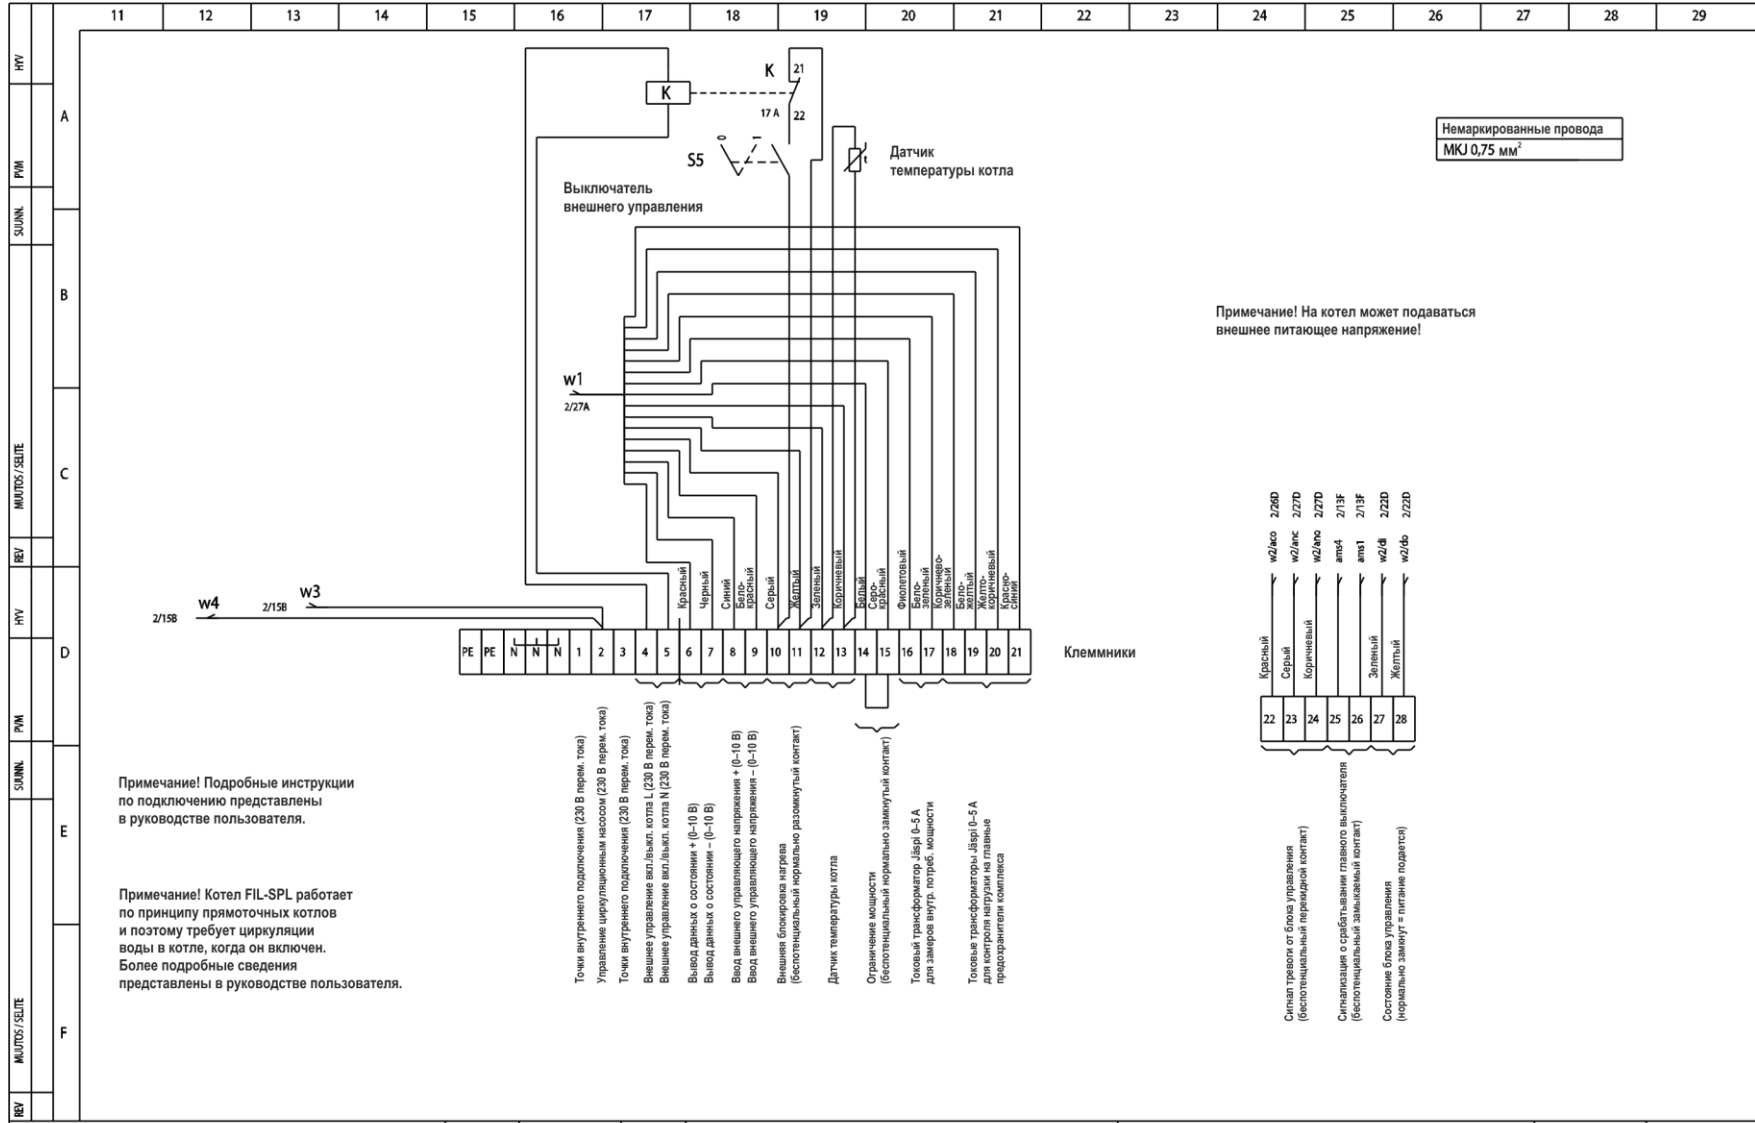 11 12 13 14 15 16 17 18 19 20 21 22 23 24 25 26 27 28 29
HYV
PVM
SUUNN.
MUUTOS / SELITE
REV
HYV
PVM
SUUNN.
MUUTOS / SELITE
REV
A
B
C
D
E
F
K
K
21
17 A
22
S5
0
1
Выключатель
внешнего управления
Датчик
температуры котла
t
Немаркированные провода
MKJ 0,75 мм²
Примечание! На котел может подаваться
внешнее питающее напряжение!
w1
2/27A
w3
2/15B
w4
2/15B
Красный
Черный
Синий
Бело-
красный
Серый
Желтый
Зеленый
Коричневый
Белый
Серо-
красный
Фиолетовый
Бело-
зеленый
Коричнево-
зеленый
Бело-
желтый
Желто-
коричневый
Красно-
синий
PE PE N N N 1 2 3 4 5 6 7 8 9 10 11 12 13 14 15 16 17 18 19 20 21
Клеммники
Точки внутреннего подключения (230 В перем. тока)
Управление циркуляционным насосом (230 В перем. тока)
Точки внутреннего подключения (230 В перем. тока)
Внешнее управление вкл./выкл. котла L (230 В перем. тока)
Внешнее управление вкл./выкл. котла N (230 В перем. тока)
Вывод данных о состоянии + (0–10 В)
Вывод данных о состоянии – (0–10 В)
Ввод внешнего управляющего напряжения + (0–10 В)
Ввод внешнего управляющего напряжения – (0–10 В)
Внешняя блокировка нагрева
(беспотенциальный нормально разомкнутый контакт)
Датчик температуры котла
Ограничение мощности
(беспотенциальный нормально замкнутый контакт)
Токовый трансформатор Jäspi 0–5 A
для замеров внутр. потреб. мощности
Токовые трансформаторы Jäspi 0–5 A
для контроля нагрузки на главные
предохранители комплекса
w2/aco 2/26D
w2/anc 2/27D
w2/ano 2/27D
ams4 2/13F
ams1 2/13F
w2/di 2/22D
w2/do 2/22D
Красный
Серый
Коричневый
Зеленый
Желтый
22 23 24 25 26 27 28
Сигнал тревоги от блока управления
(беспотенциальный перекидной контакт)
Сигнализация о срабатывании главного выключателя
(беспотенциальный замыкаемый контакт)
Состояние блока управления
(нормально замкнут = питание подается)
Примечание! Подробные инструкции
по подключению представлены
в руководстве пользователя.
Примечание! Котел FIL-SPL работает
по принципу прямоточных котлов
и поэтому требует циркуляции
воды в котле, когда он включен.
Более подробные сведения
представлены в руководстве пользователя.